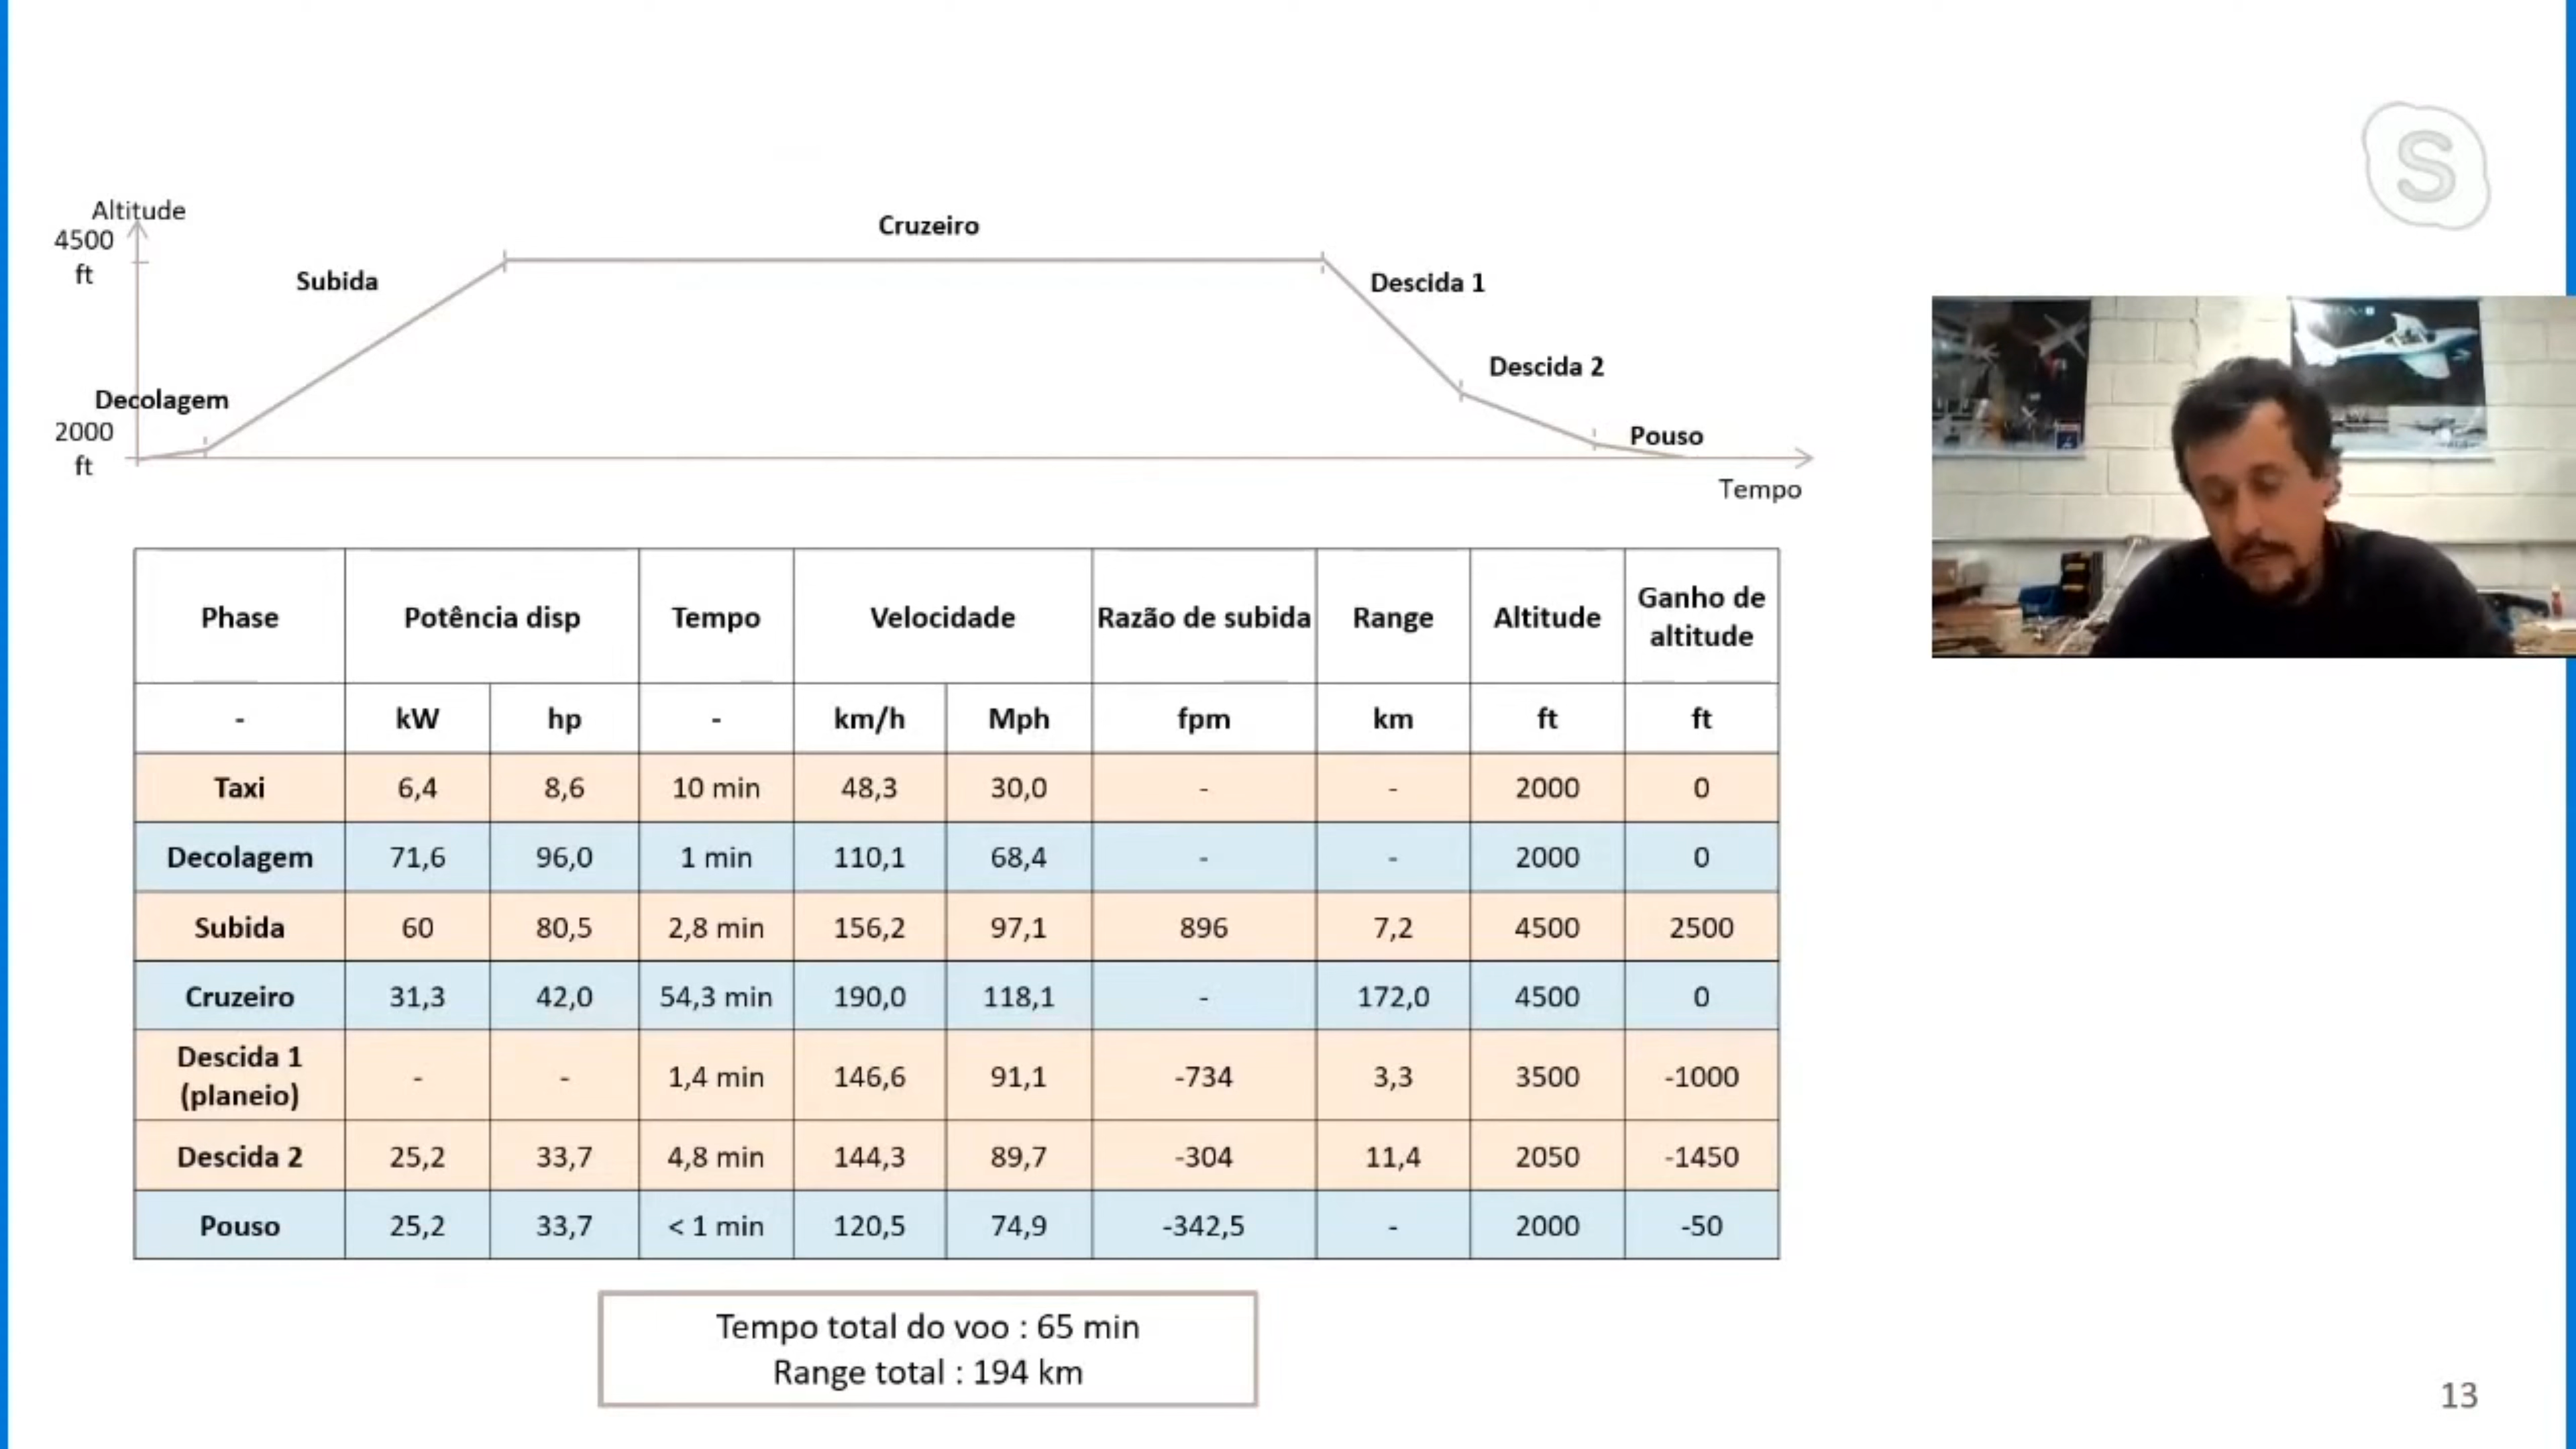 Altitude
4500
ft
Cruzeiro
Subida
Descida 1
Descida 2
Decolagem
2000
ft
Pouso
Tempo
S
Phase Potência disp Tempo Velocidade Razão de subida Range Altitude Ganho de
altitude
- kW hp - km/h Mph fpm km ft ft
Taxi 6,4 8,6 10 min 48,3 30,0 - - 2000 0
Decolagem 71,6 96,0 1 min 110,1 68,4 - - 2000 0
Subida 60 80,5 2,8 min 156,2 97,1 896 7,2 4500 2500
Cruzeiro 31,3 42,0 54,3 min 190,0 118,1 - 172,0 4500 0
Descida 1
(planeio) - - 1,4 min 146,6 91,1 -734 3,3 3500 -1000
Descida 2 25,2 33,7 4,8 min 144,3 89,7 -304 11,4 2050 -1450
Pouso 25,2 33,7 < 1 min 120,5 74,9 -342,5 - 2000 -50
Tempo total do voo : 65 min
Range total : 194 km
13